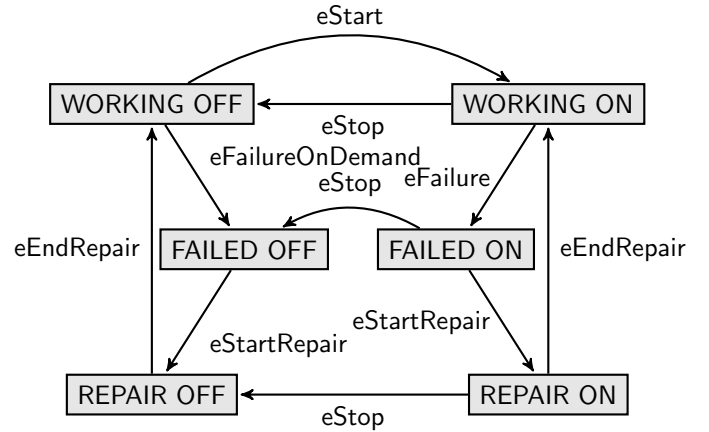 eStart
WORKING OFF
WORKING ON
eStop
eFailureOnDemand
eStop
eFailure
FAILED OFF
FAILED ON
eEndRepair
eEndRepair
eStartRepair
eStartRepair
REPAIR OFF
REPAIR ON
eStop